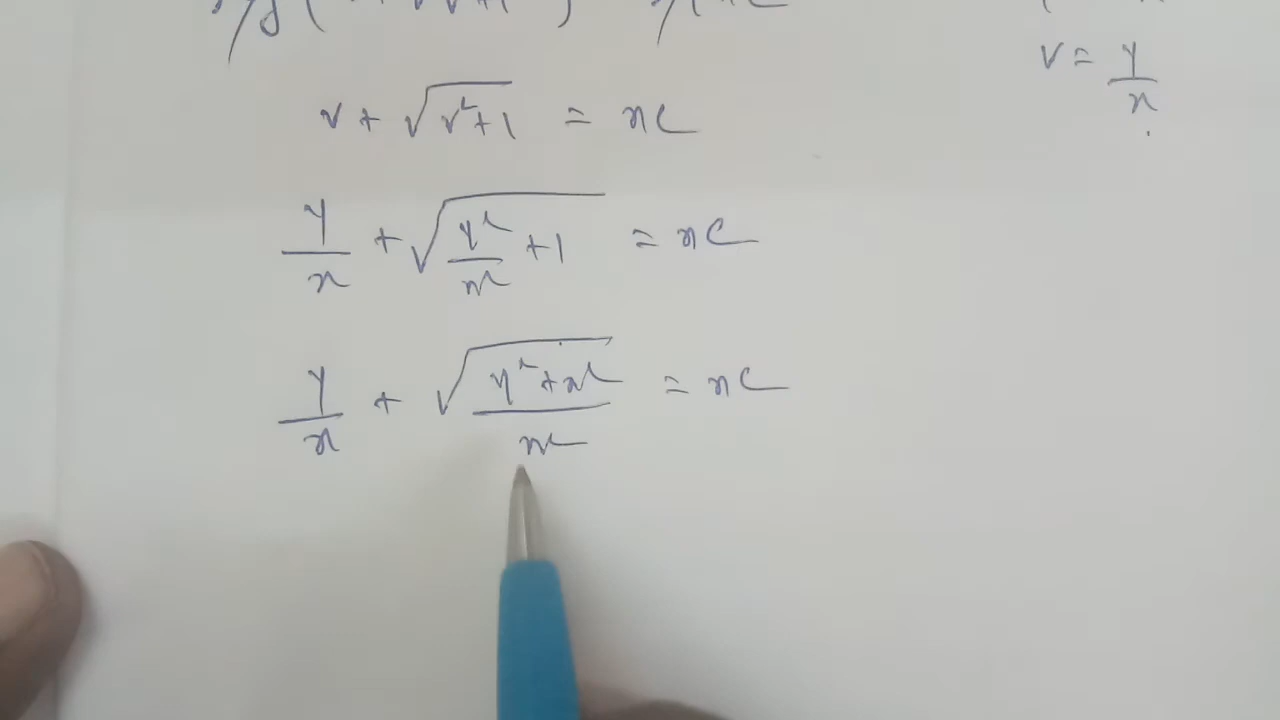 v = y/x
v + √(v²+1) = xc
y/x + √(y²/x² + 1) = xc
y/x + √((y²+x²)/x²) = xc